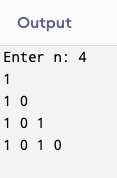 Output
Enter n: 4
1
1 0
1 0 1
1 0 1 0